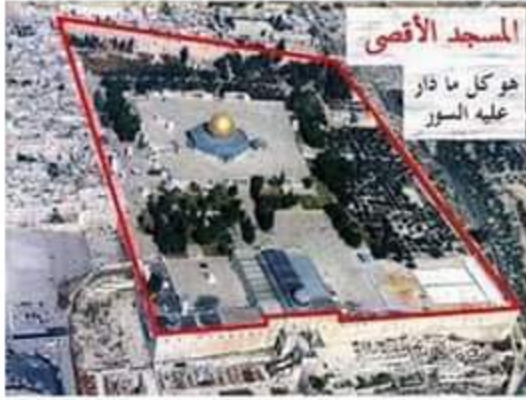 المسجد الأقصى
هو كل ما دار
عليه السور